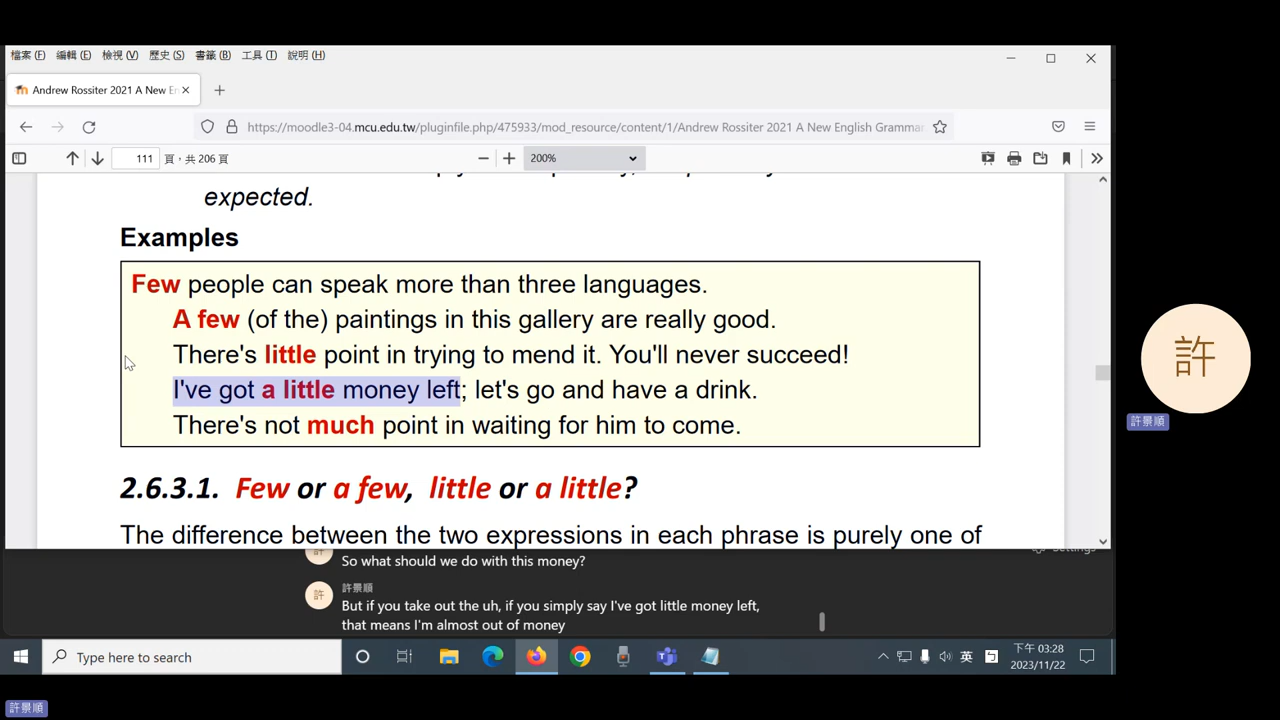 檔案 (F) 編輯 (E) 檢視 (V) 歷史 (S) 書籤 (B) 工具 (T) 說明 (H)
Andrew Rossiter 2021 A New En
https://moodle3-04.mcu.edu.tw/pluginfile.php/475933/mod_resource/content/1/Andrew Rossiter 2021 A New English Grammar
111 頁，共 206 頁
200%
expected.
Examples
Few people can speak more than three languages.
A few (of the) paintings in this gallery are really good.
There's little point in trying to mend it. You'll never succeed!
I've got a little money left; let's go and have a drink.
There's not much point in waiting for him to come.
2.6.3.1. Few or a few, little or a little?
The difference between the two expressions in each phrase is purely one of
Settings
許
So what should we do with this money?
許景順
許
But if you take out the uh, if you simply say I've got little money left,
that means I'm almost out of money
Type here to search
英
下午 03:28
2023/11/22
許
許景順
許景順